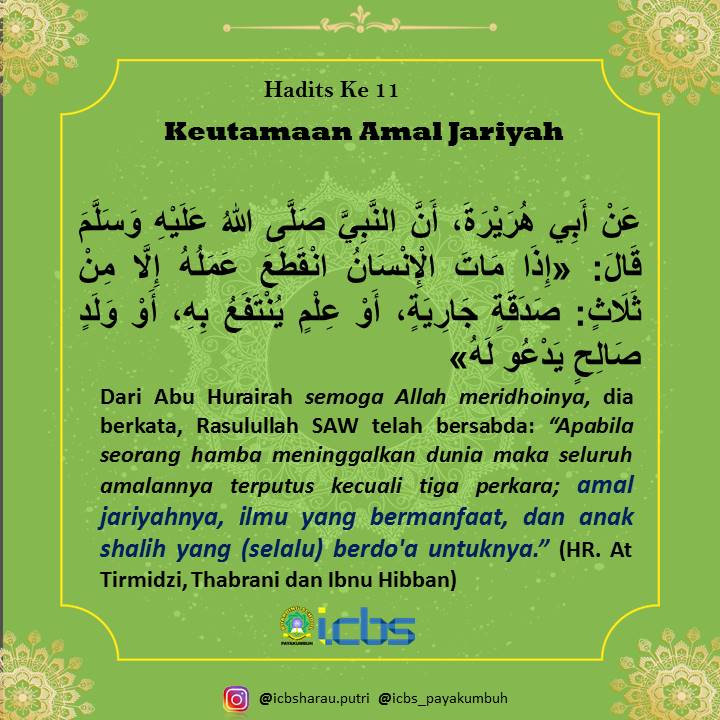 Hadits Ke 11
Keutamaan Amal Jariyah
عَنْ أَبِي هُرَيْرَةَ، أَنَّ النَّبِيَّ صَلَّى اللهُ عَلَيْهِ وَسَلَّمَ
قَالَ: «إِذَا مَاتَ الْإِنْسَانُ انْقَطَعَ عَمَلُهُ إِلَّا مِنْ
ثَلَاثٍ: صَدَقَةٍ جَارِيَةٍ، أَوْ عِلْمٍ يُنْتَفَعُ بِهِ، أَوْ وَلَدٍ
صَالِحٍ يَدْعُو لَهُ»
Dari Abu Hurairah semoga Allah meridhoinya, dia
berkata, Rasulullah SAW telah bersabda: “Apabila
seorang hamba meninggalkan dunia maka seluruh
amalannya terputus kecuali tiga perkara; amal
jariyahnya, ilmu yang bermanfaat, dan anak
shalih yang (selalu) berdo'a untuknya.” (HR. At
Tirmidzi, Thabrani dan Ibnu Hibban)
icbs
PAYAKUMBUH
@icbsharau.putri @icbs_payakumbuh